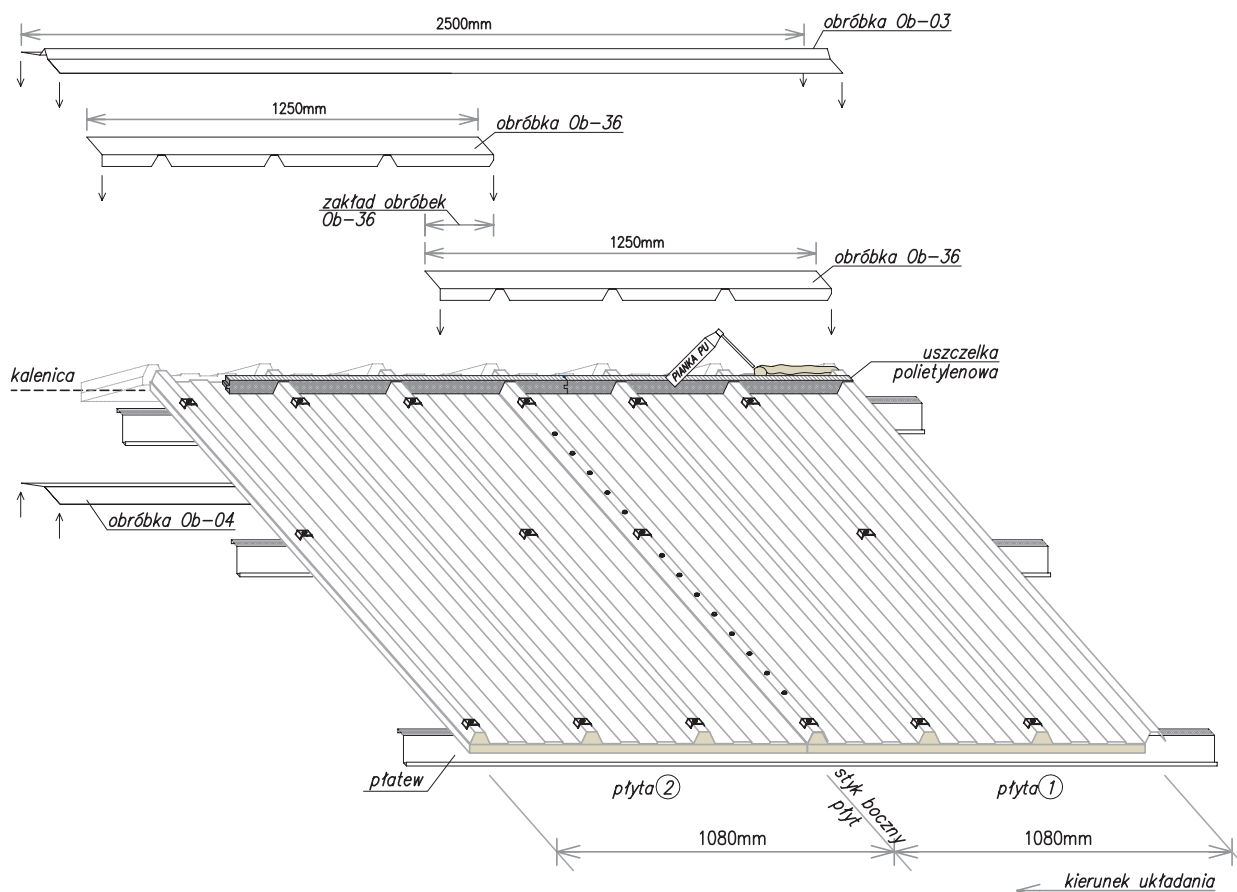 2500mm
obróbka Ob-03
1250mm
obróbka Ob-36
zakład obróbek
Ob-36
1250mm
obróbka Ob-36
PIANKA PU
uszczelka
polietylenowa
kalenica
obróbka Ob-04
płatew
płyta 2
styk boczny
płyt
płyta 1
1080mm
1080mm
kierunek układania